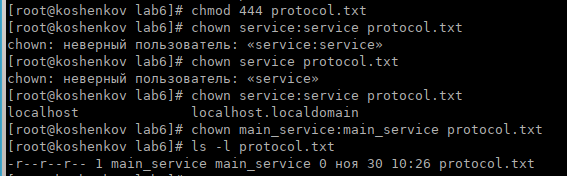 [root@koshenkov lab6]# chmod 444 protocol.txt
[root@koshenkov lab6]# chown service:service protocol.txt
chown: неверный пользователь: «service:service»
[root@koshenkov lab6]# chown service protocol.txt
chown: неверный пользователь: «service»
[root@koshenkov lab6]# chown service:service protocol.txt
localhost localhost.localdomain
[root@koshenkov lab6]# chown main_service:main_service protocol.txt
[root@koshenkov lab6]# ls -l protocol.txt
-r--r--r-- 1 main_service main_service 0 ноя 30 10:26 protocol.txt